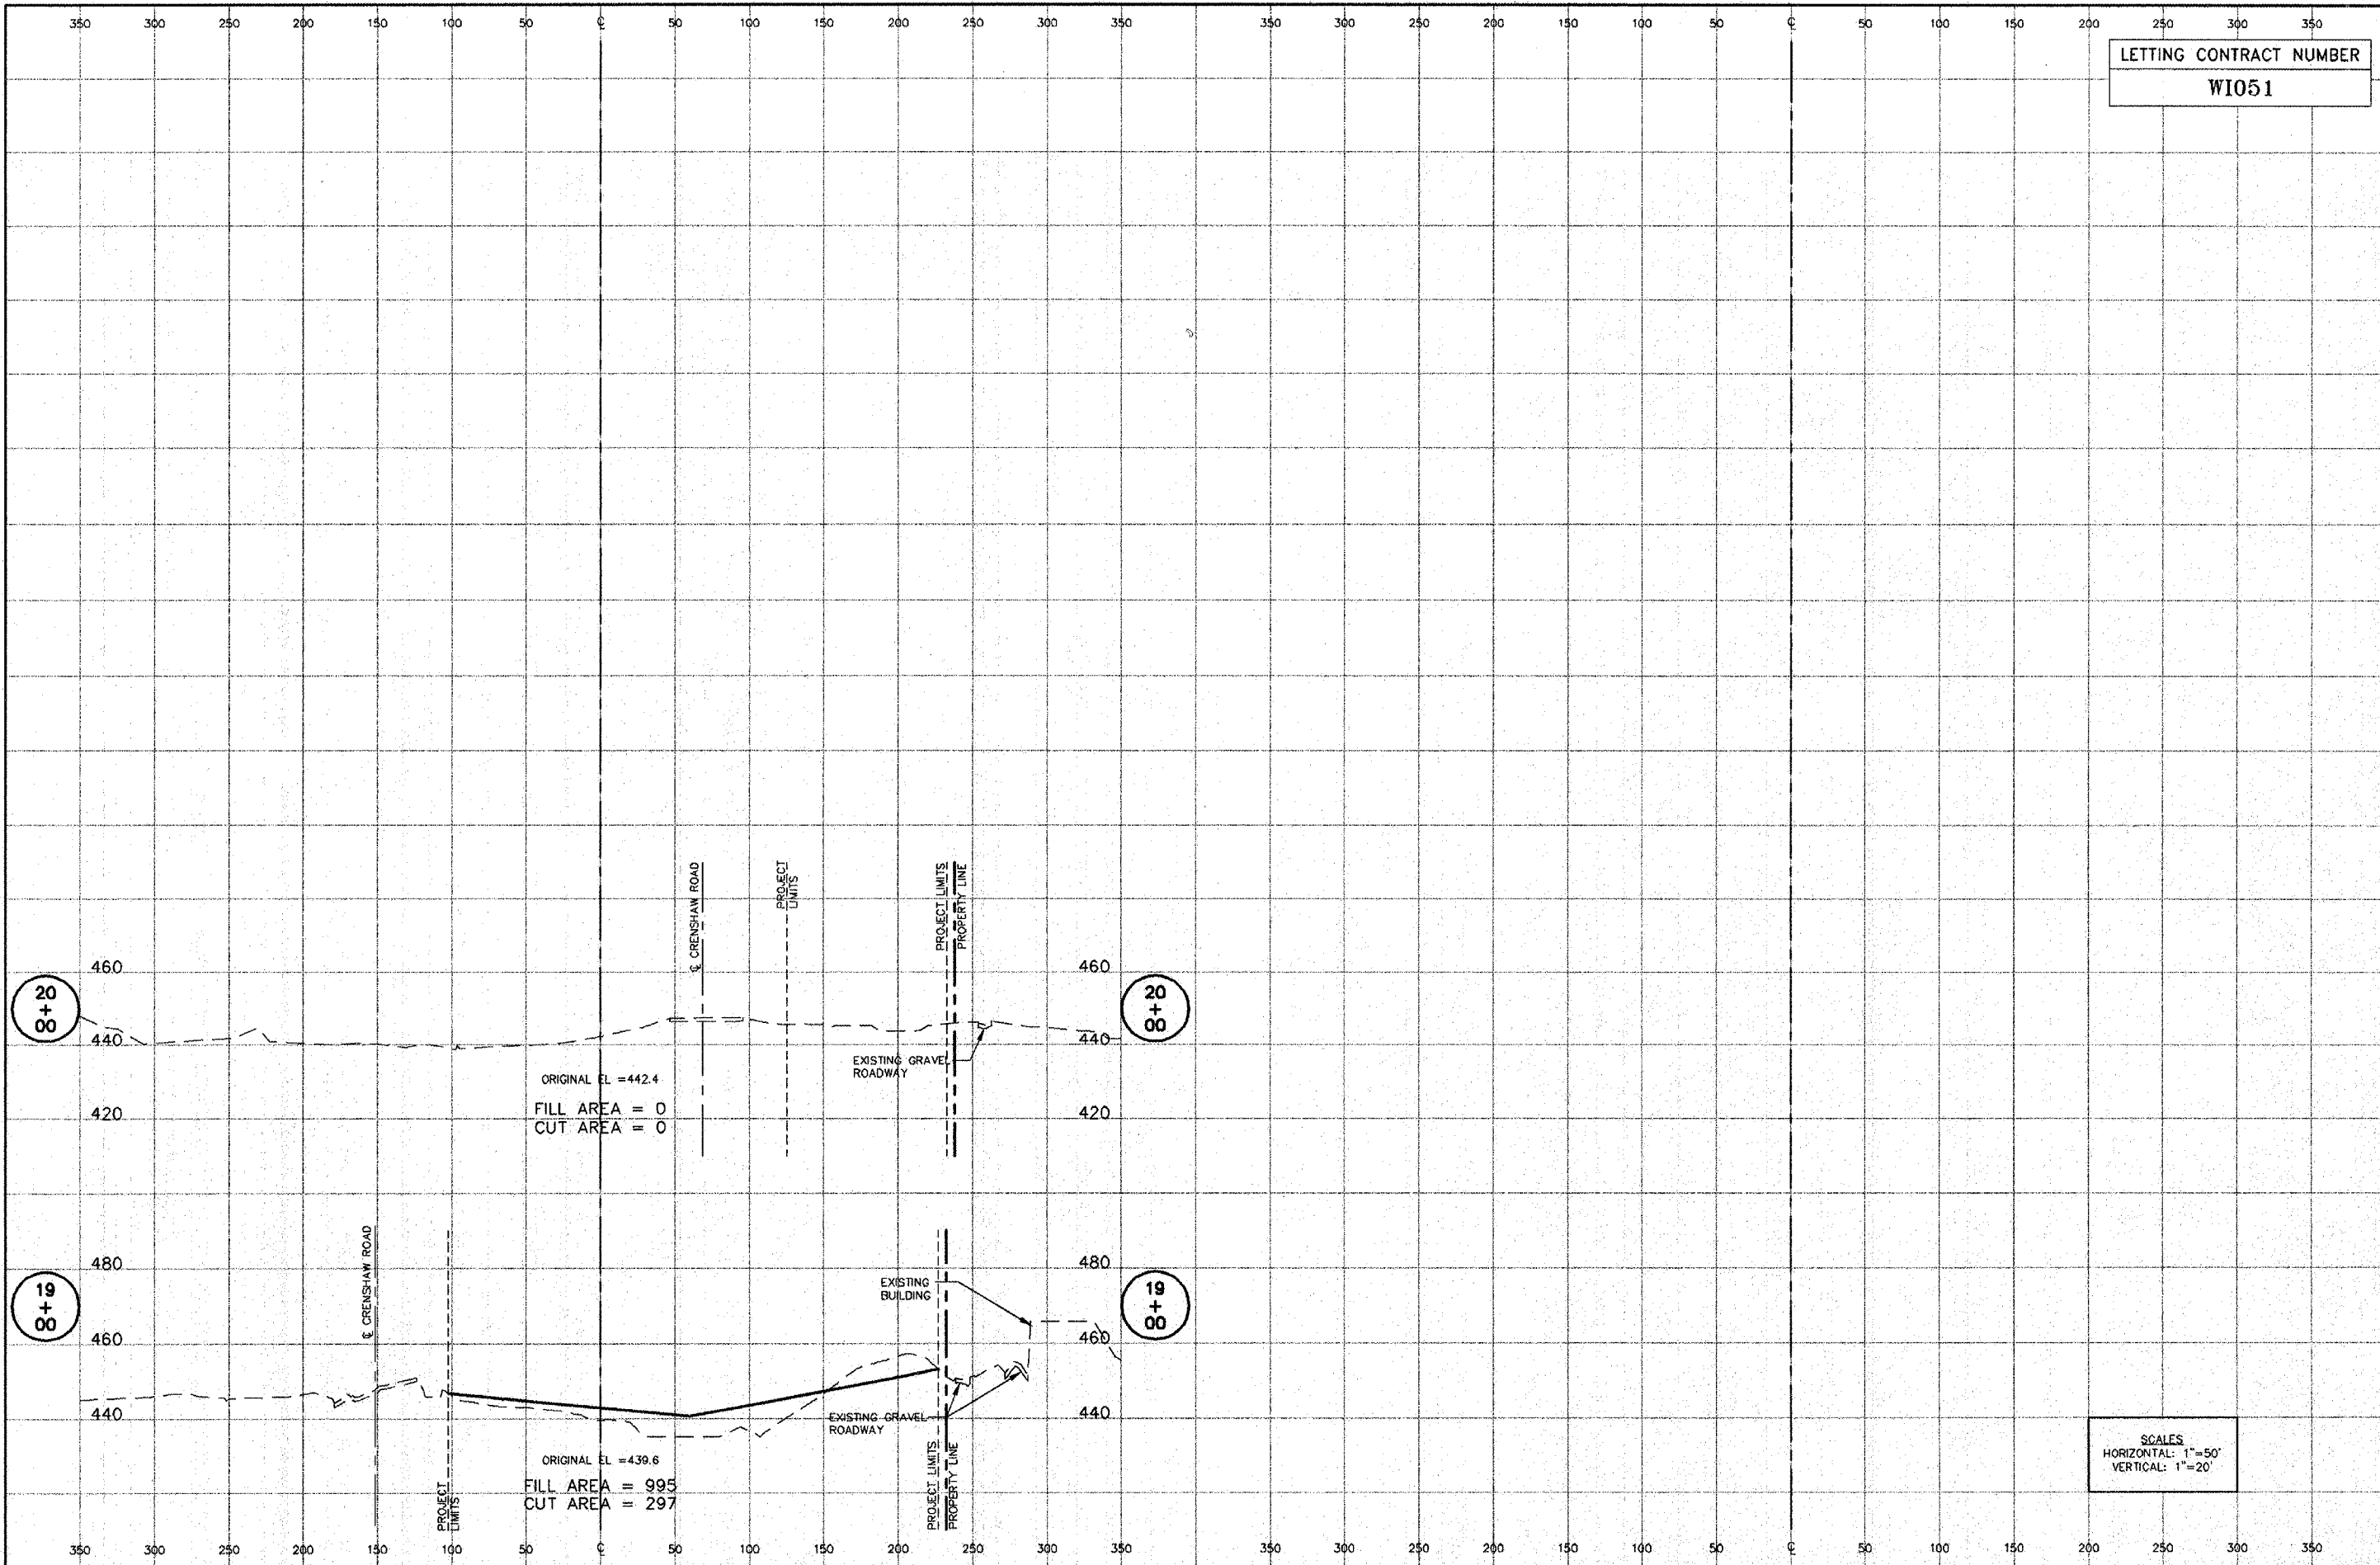 350 300 250 200 150 100 50 ℄ 50 100 150 200 250 300 350 350 300 250 200 150 100 50 ℄ 50 100 150 200 250 300 350
LETTING CONTRACT NUMBER
WI051
℄ CRENSHAW ROAD
PROJECT
LIMITS
PROJECT LIMITS
PROPERTY LINE
460 460
20
+
00
20
+
00
440 440
EXISTING GRAVEL
ROADWAY
ORIGINAL EL =442.4
FILL AREA = 0
CUT AREA = 0
420 420
℄ CRENSHAW ROAD
480 480
19
+
00
EXISTING
BUILDING
19
+
00
460 460
440 440
EXISTING GRAVEL
ROADWAY
ORIGINAL EL =439.6
FILL AREA = 995
CUT AREA = 297
PROJECT
LIMITS
PROJECT LIMITS
PROPERTY LINE
SCALES
HORIZONTAL: 1"=50'
VERTICAL: 1"=20'
350 300 250 200 150 100 50 ℄ 50 100 150 200 250 300 350 350 300 250 200 150 100 50 ℄ 50 100 150 200 250 300 350